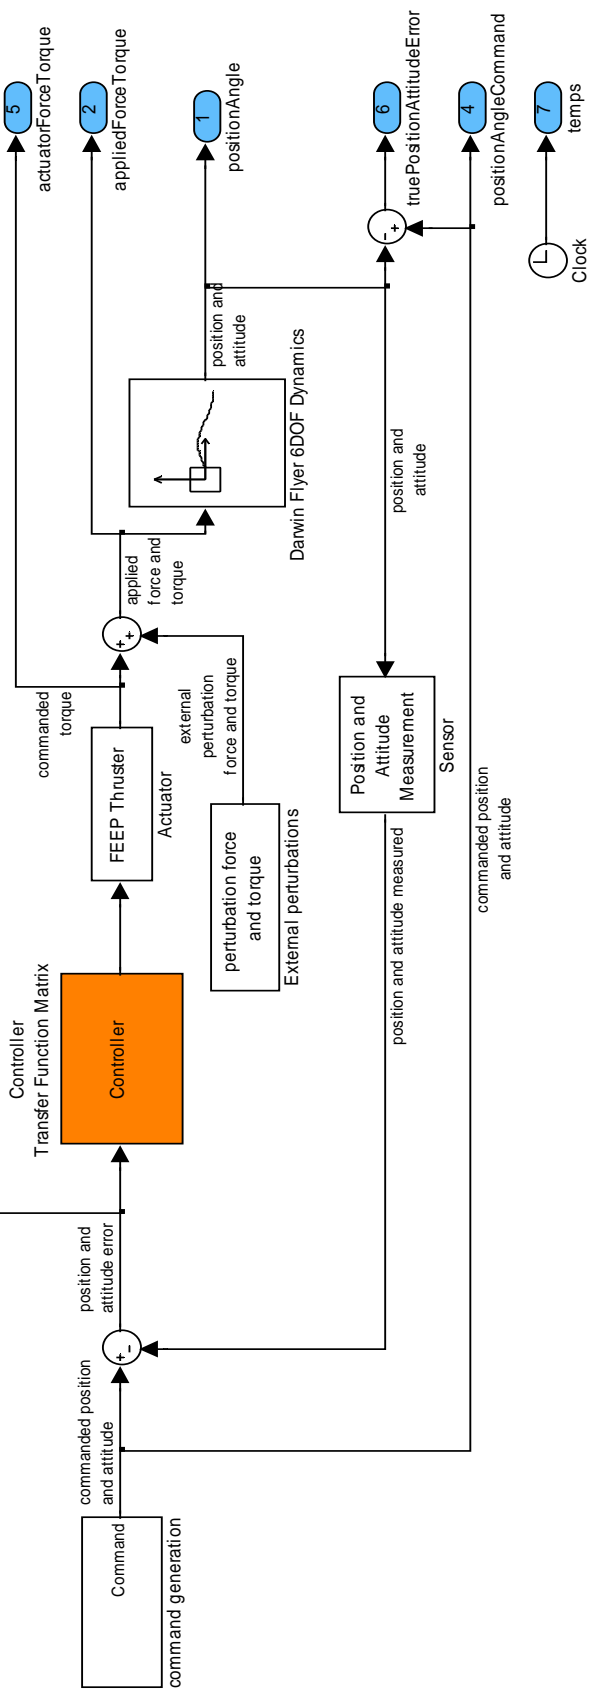 Command
command generation
commanded position
and attitude
+
-
position and
attitude error
Controller
Transfer Function Matrix
Controller
FEEP Thruster
Actuator
commanded
torque
perturbation force
and torque
External perturbations
external
perturbation
force and torque
+
+
applied
force and
torque
Darwin Flyer 6DOF Dynamics
position and
attitude
5
actuatorForceTorque
2
appliedForceTorque
1
positionAngle
position and
attitude
Position and
Attitude
Measurement
Sensor
position and attitude measured
commanded position
and attitude
-
+
6
truePositionAttitudeError
4
positionAngleCommand
Clock
7
temps